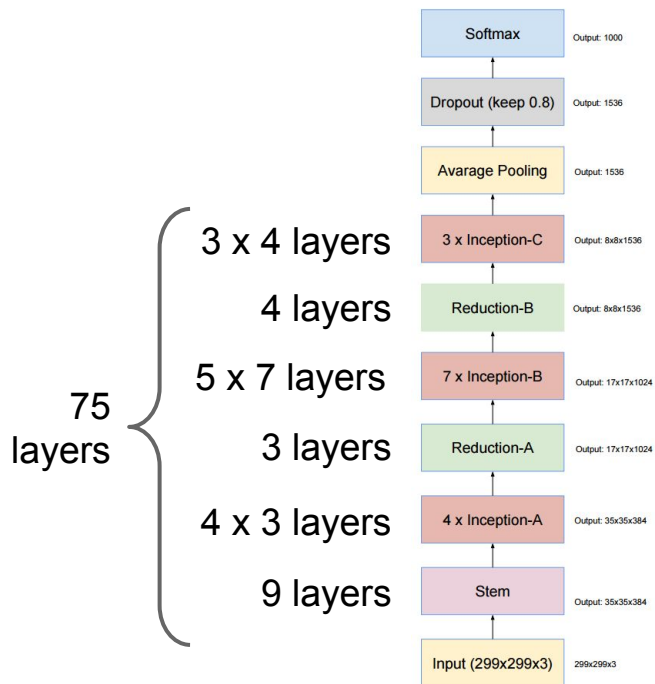 Softmax
Output: 1000
Dropout (keep 0.8)
Output: 1536
Avarage Pooling
Output: 1536
3 x 4 layers
3 x Inception-C
Output: 8x8x1536
4 layers
Reduction-B
Output: 8x8x1536
5 x 7 layers
7 x Inception-B
Output: 17x17x1024
75
layers
3 layers
Reduction-A
Output: 17x17x1024
4 x 3 layers
4 x Inception-A
Output: 35x35x384
9 layers
Stem
Output: 35x35x384
Input (299x299x3)
299x299x3